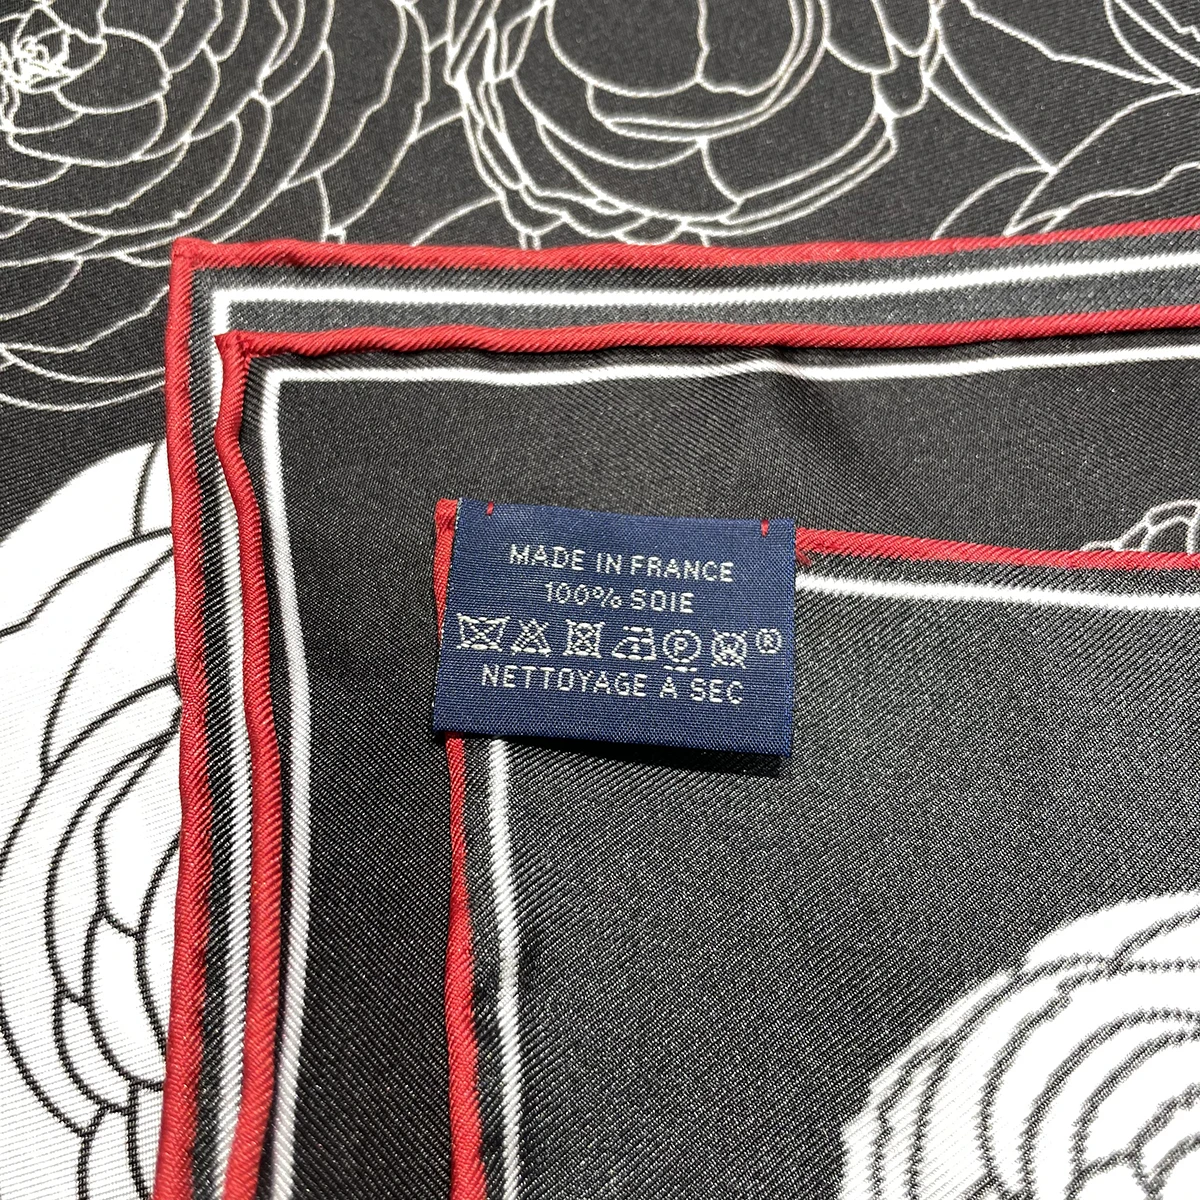 MADE IN FRANCE
100% SOIE
P W ®
NETTOYAGE A SEC